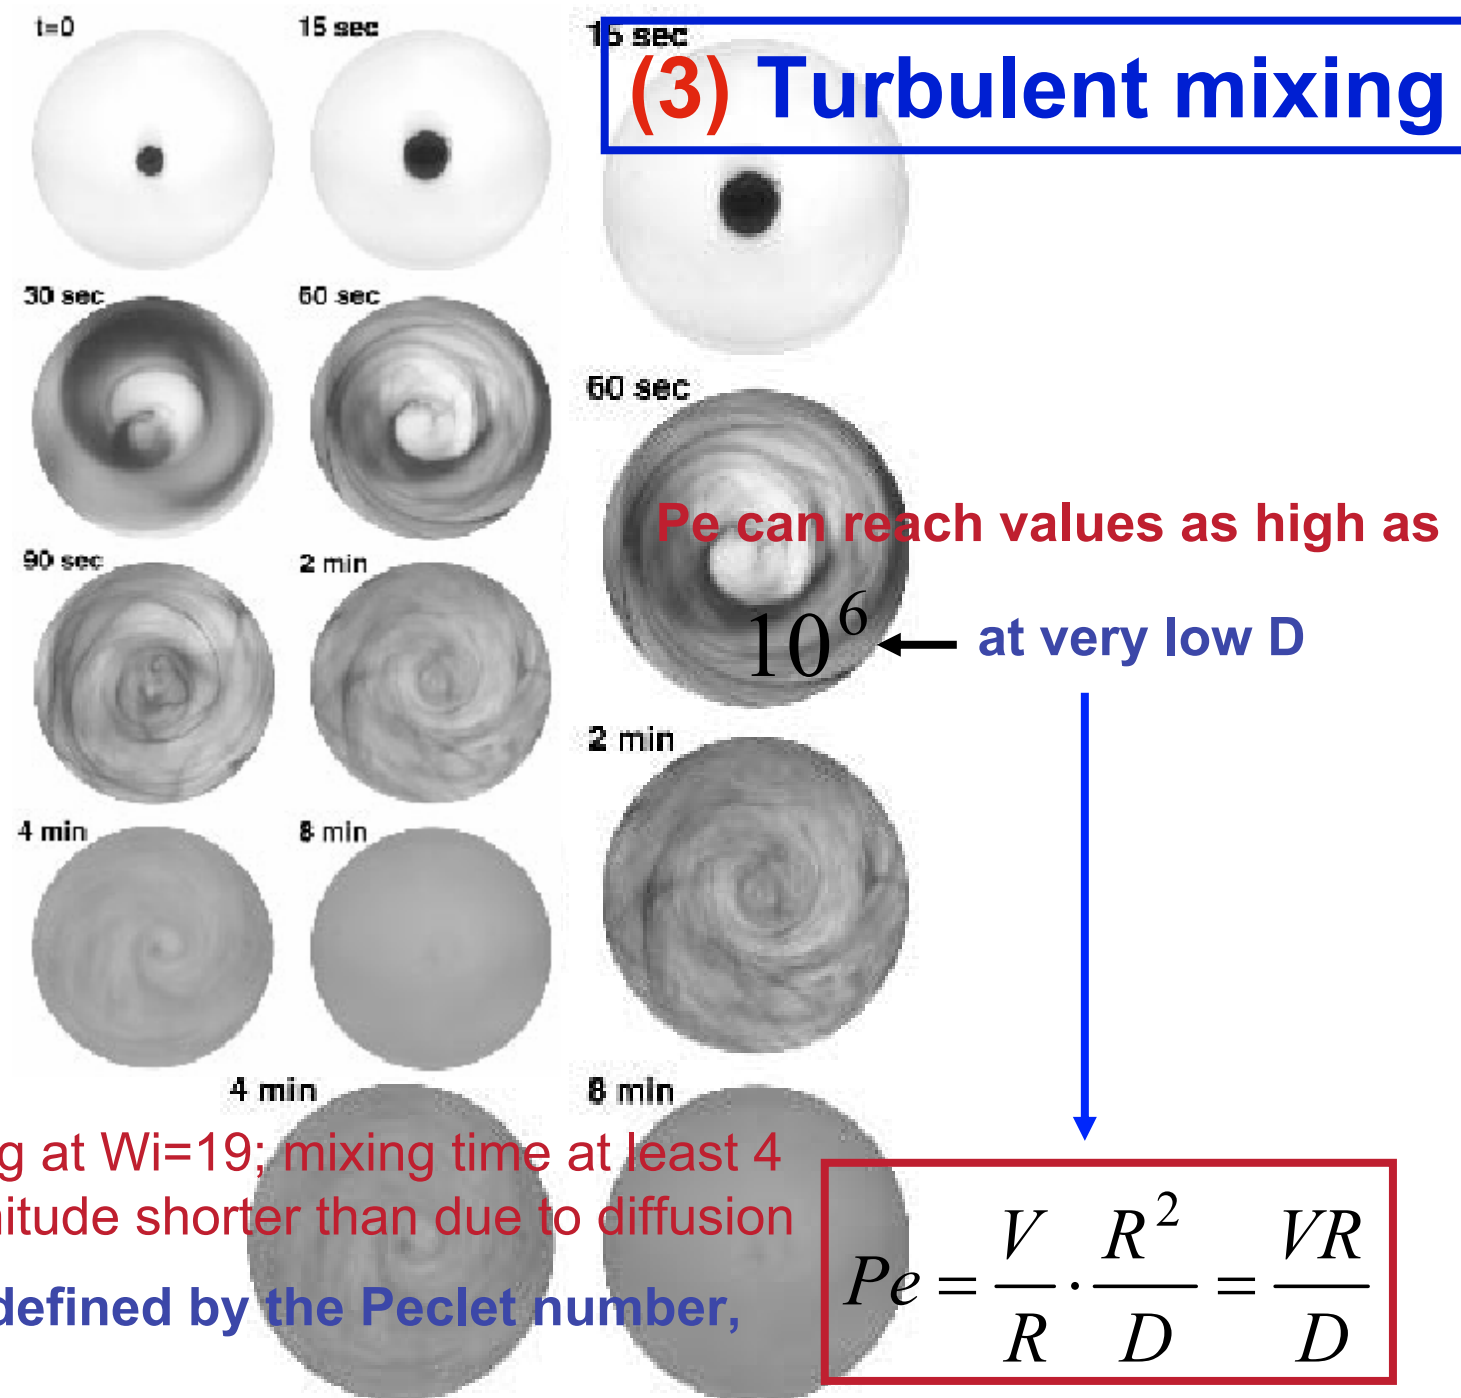 t=0
15 sec
15 sec
(3) Turbulent mixing
30 sec
60 sec
60 sec
Pe can reach values as high as
90 sec
2 min
10^6
at very low D
2 min
4 min
8 min
4 min
8 min
g at Wi=19; mixing time at least 4
nitude shorter than due to diffusion
defined by the Peclet number,
Pe = V/R · R²/D = VR/D